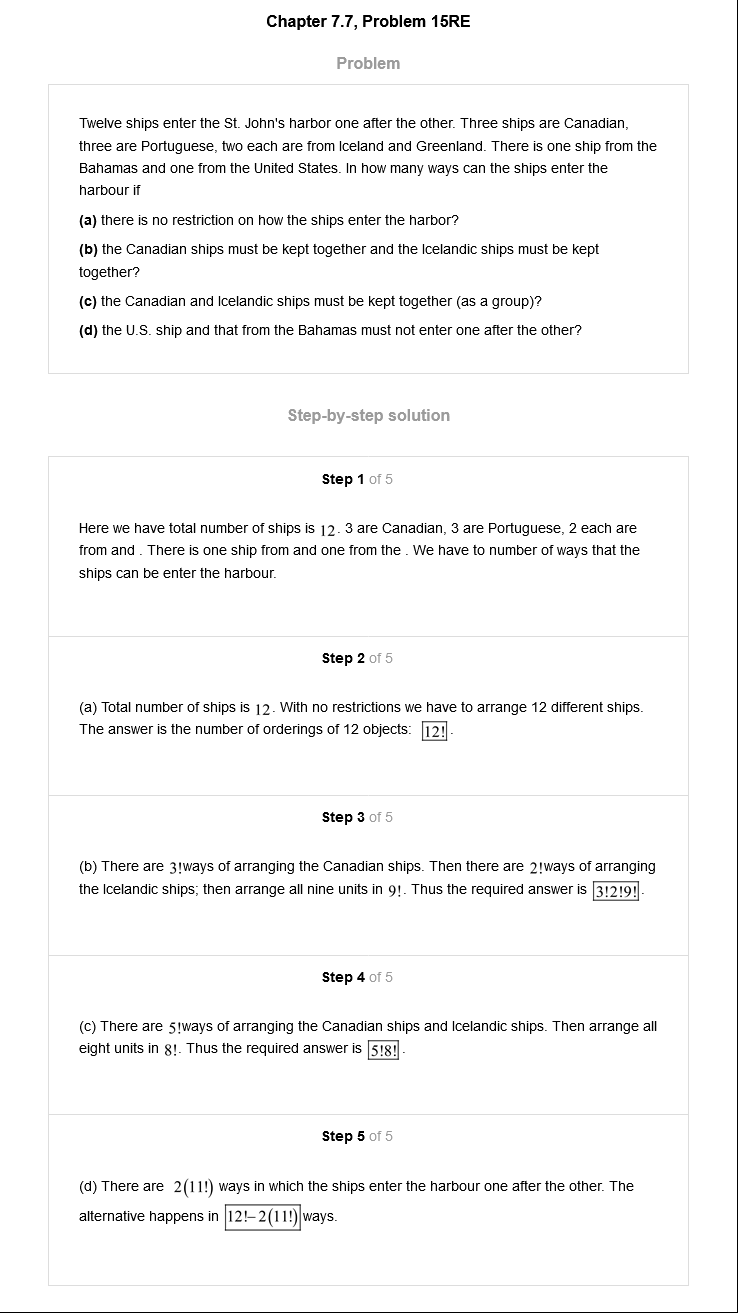 Chapter 7.7, Problem 15RE
Problem
Twelve ships enter the St. John's harbor one after the other. Three ships are Canadian,
three are Portuguese, two each are from Iceland and Greenland. There is one ship from the
Bahamas and one from the United States. In how many ways can the ships enter the
harbour if
(a) there is no restriction on how the ships enter the harbor?
(b) the Canadian ships must be kept together and the Icelandic ships must be kept
together?
(c) the Canadian and Icelandic ships must be kept together (as a group)?
(d) the U.S. ship and that from the Bahamas must not enter one after the other?
Step-by-step solution
Step 1 of 5
Here we have total number of ships is 12. 3 are Canadian, 3 are Portuguese, 2 each are
from and . There is one ship from and one from the . We have to number of ways that the
ships can be enter the harbour.
Step 2 of 5
(a) Total number of ships is 12. With no restrictions we have to arrange 12 different ships.
The answer is the number of orderings of 12 objects: 12! .
Step 3 of 5
(b) There are 3!ways of arranging the Canadian ships. Then there are 2!ways of arranging
the Icelandic ships; then arrange all nine units in 9!. Thus the required answer is 3!2!9! .
Step 4 of 5
(c) There are 5!ways of arranging the Canadian ships and Icelandic ships. Then arrange all
eight units in 8!. Thus the required answer is 5!8! .
Step 5 of 5
(d) There are 2(11!) ways in which the ships enter the harbour one after the other. The
alternative happens in 12!–2(11!) ways.